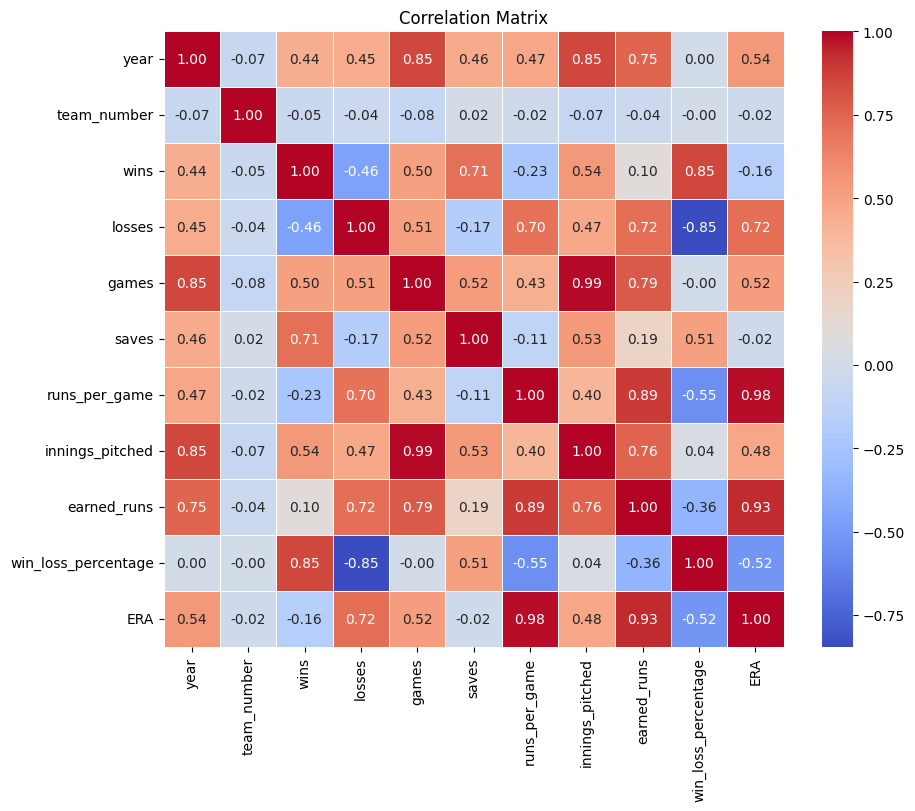 Correlation Matrix
year 1.00 -0.07 0.44 0.45 0.85 0.46 0.47 0.85 0.75 0.00 0.54
team_number -0.07 1.00 -0.05 -0.04 -0.08 0.02 -0.02 -0.07 -0.04 -0.00 -0.02
wins 0.44 -0.05 1.00 -0.46 0.50 0.71 -0.23 0.54 0.10 0.85 -0.16
losses 0.45 -0.04 -0.46 1.00 0.51 -0.17 0.70 0.47 0.72 -0.85 0.72
games 0.85 -0.08 0.50 0.51 1.00 0.52 0.43 0.99 0.79 -0.00 0.52
saves 0.46 0.02 0.71 -0.17 0.52 1.00 -0.11 0.53 0.19 0.51 -0.02
runs_per_game 0.47 -0.02 -0.23 0.70 0.43 -0.11 1.00 0.40 0.89 -0.55 0.98
innings_pitched 0.85 -0.07 0.54 0.47 0.99 0.53 0.40 1.00 0.76 0.04 0.48
earned_runs 0.75 -0.04 0.10 0.72 0.79 0.19 0.89 0.76 1.00 -0.36 0.93
win_loss_percentage 0.00 -0.00 0.85 -0.85 -0.00 0.51 -0.55 0.04 -0.36 1.00 -0.52
ERA 0.54 -0.02 -0.16 0.72 0.52 -0.02 0.98 0.48 0.93 -0.52 1.00
year
team_number
wins
losses
games
saves
runs_per_game
innings_pitched
earned_runs
win_loss_percentage
ERA
1.00
0.75
0.50
0.25
0.00
−0.25
−0.50
−0.75